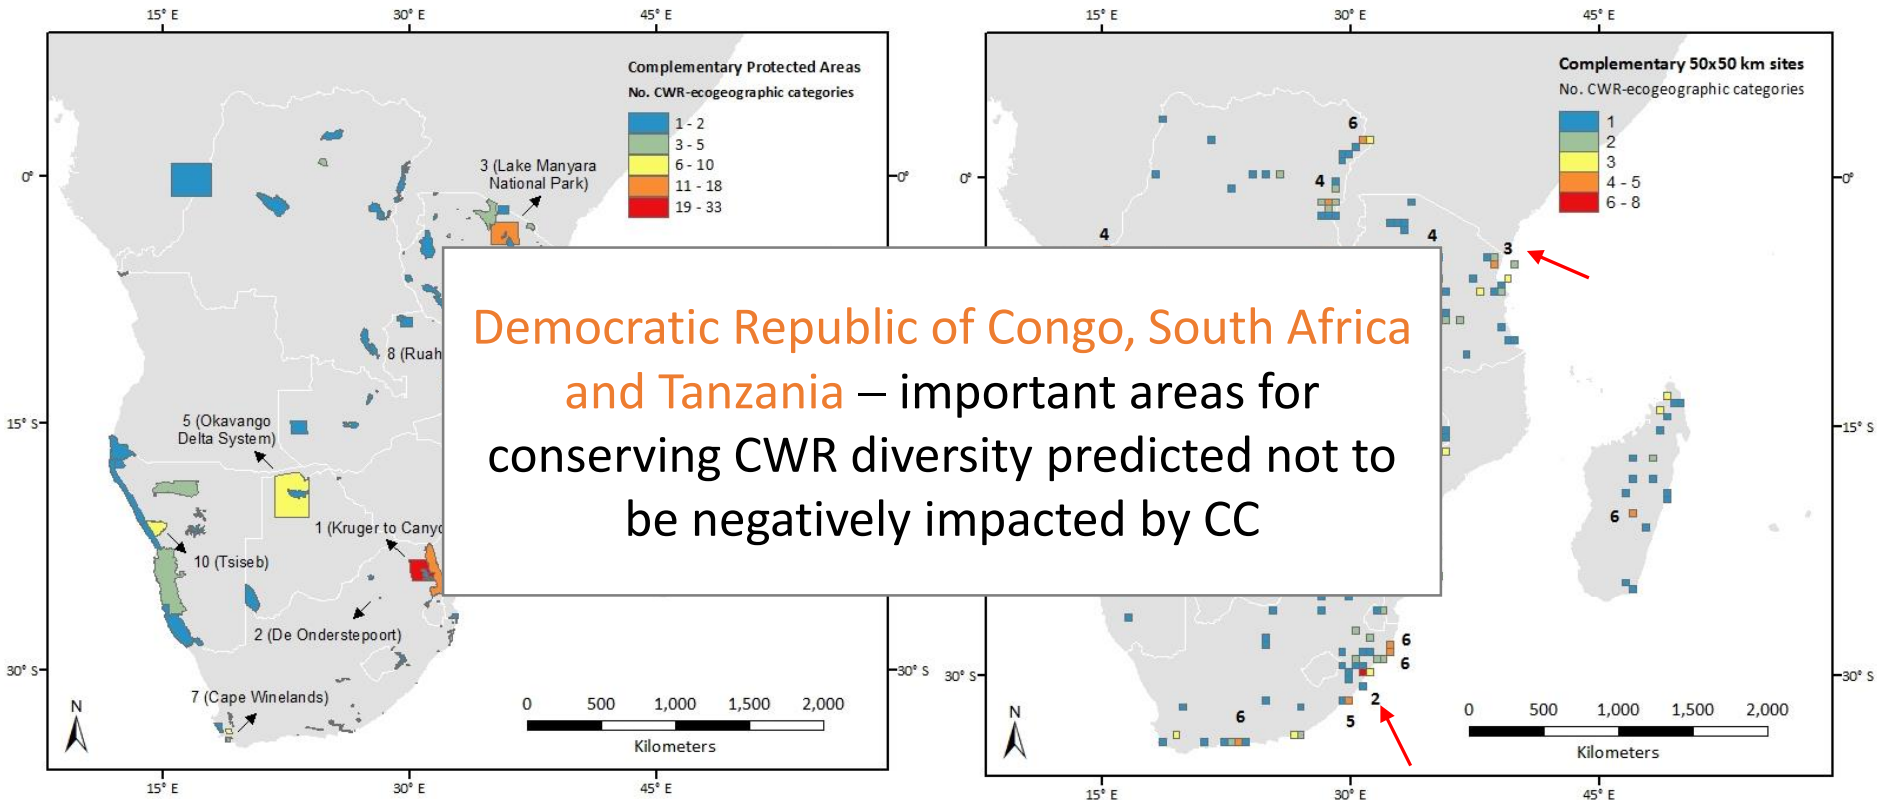 15° E
30° E
45° E
Complementary Protected Areas
No. CWR-ecogeographic categories
1 - 2
3 - 5
6 - 10
11 - 18
19 - 33
3 (Lake Manyara
National Park)
0°
0°
8 (Ruah
5 (Okavango
Delta System)
15° S
1 (Kruger to Canyo
10 (Tsiseb)
2 (De Onderstepoort)
30° S
30° S
7 (Cape Winelands)
N
0 500 1,000 1,500 2,000
Kilometers
15° E
30° E
45° E
Democratic Republic of Congo, South Africa
and Tanzania – important areas for
conserving CWR diversity predicted not to
be negatively impacted by CC
15° E
30° E
45° E
Complementary 50x50 km sites
No. CWR-ecogeographic categories
1
2
3
4 - 5
6 - 8
6
0°
0°
4
4
4
3
15° S
6
6
6
30° S
30° S
2
6
5
N
0 500 1,000 1,500 2,000
Kilometers
15° E
30° E
45° E